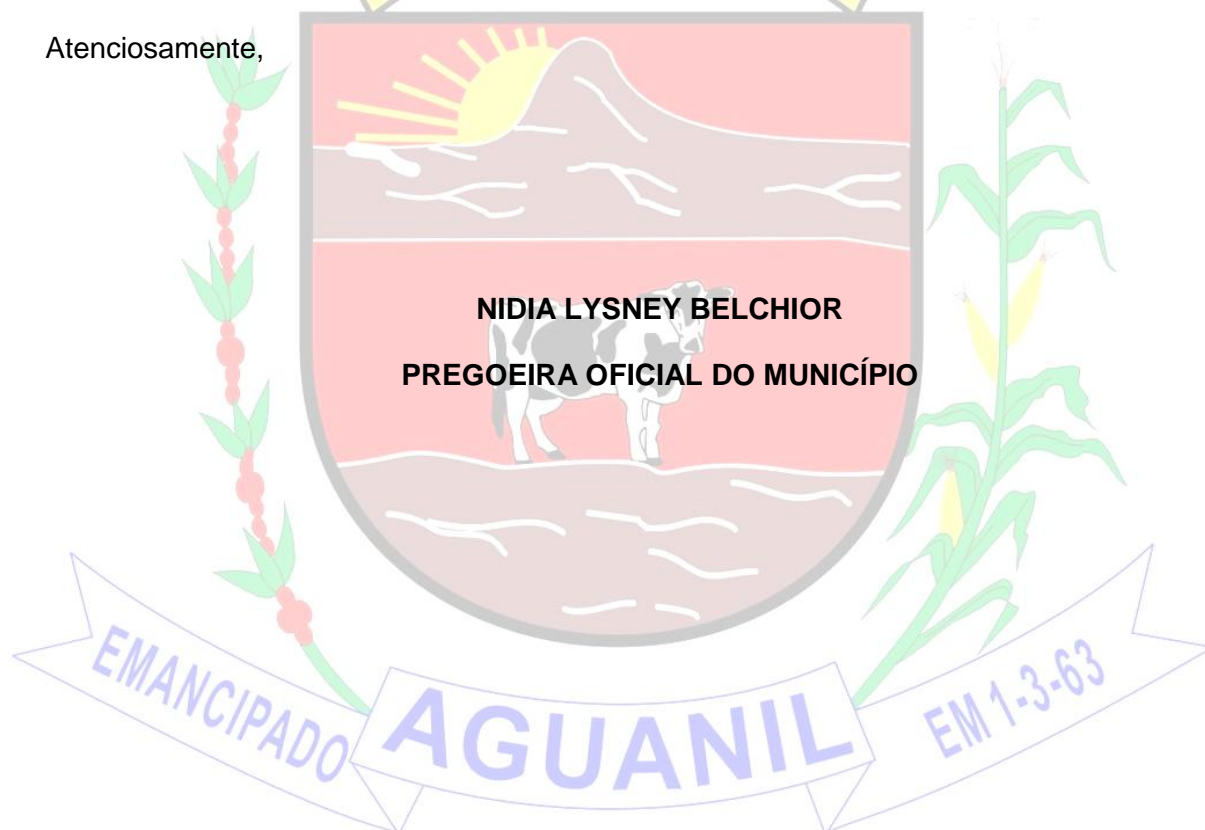 Atenciosamente,
NIDIA LYSNEY BELCHIOR
PREGOEIRA OFICIAL DO MUNICÍPIO
EMANCIPADO
AGUANIL
EM 1-3-63